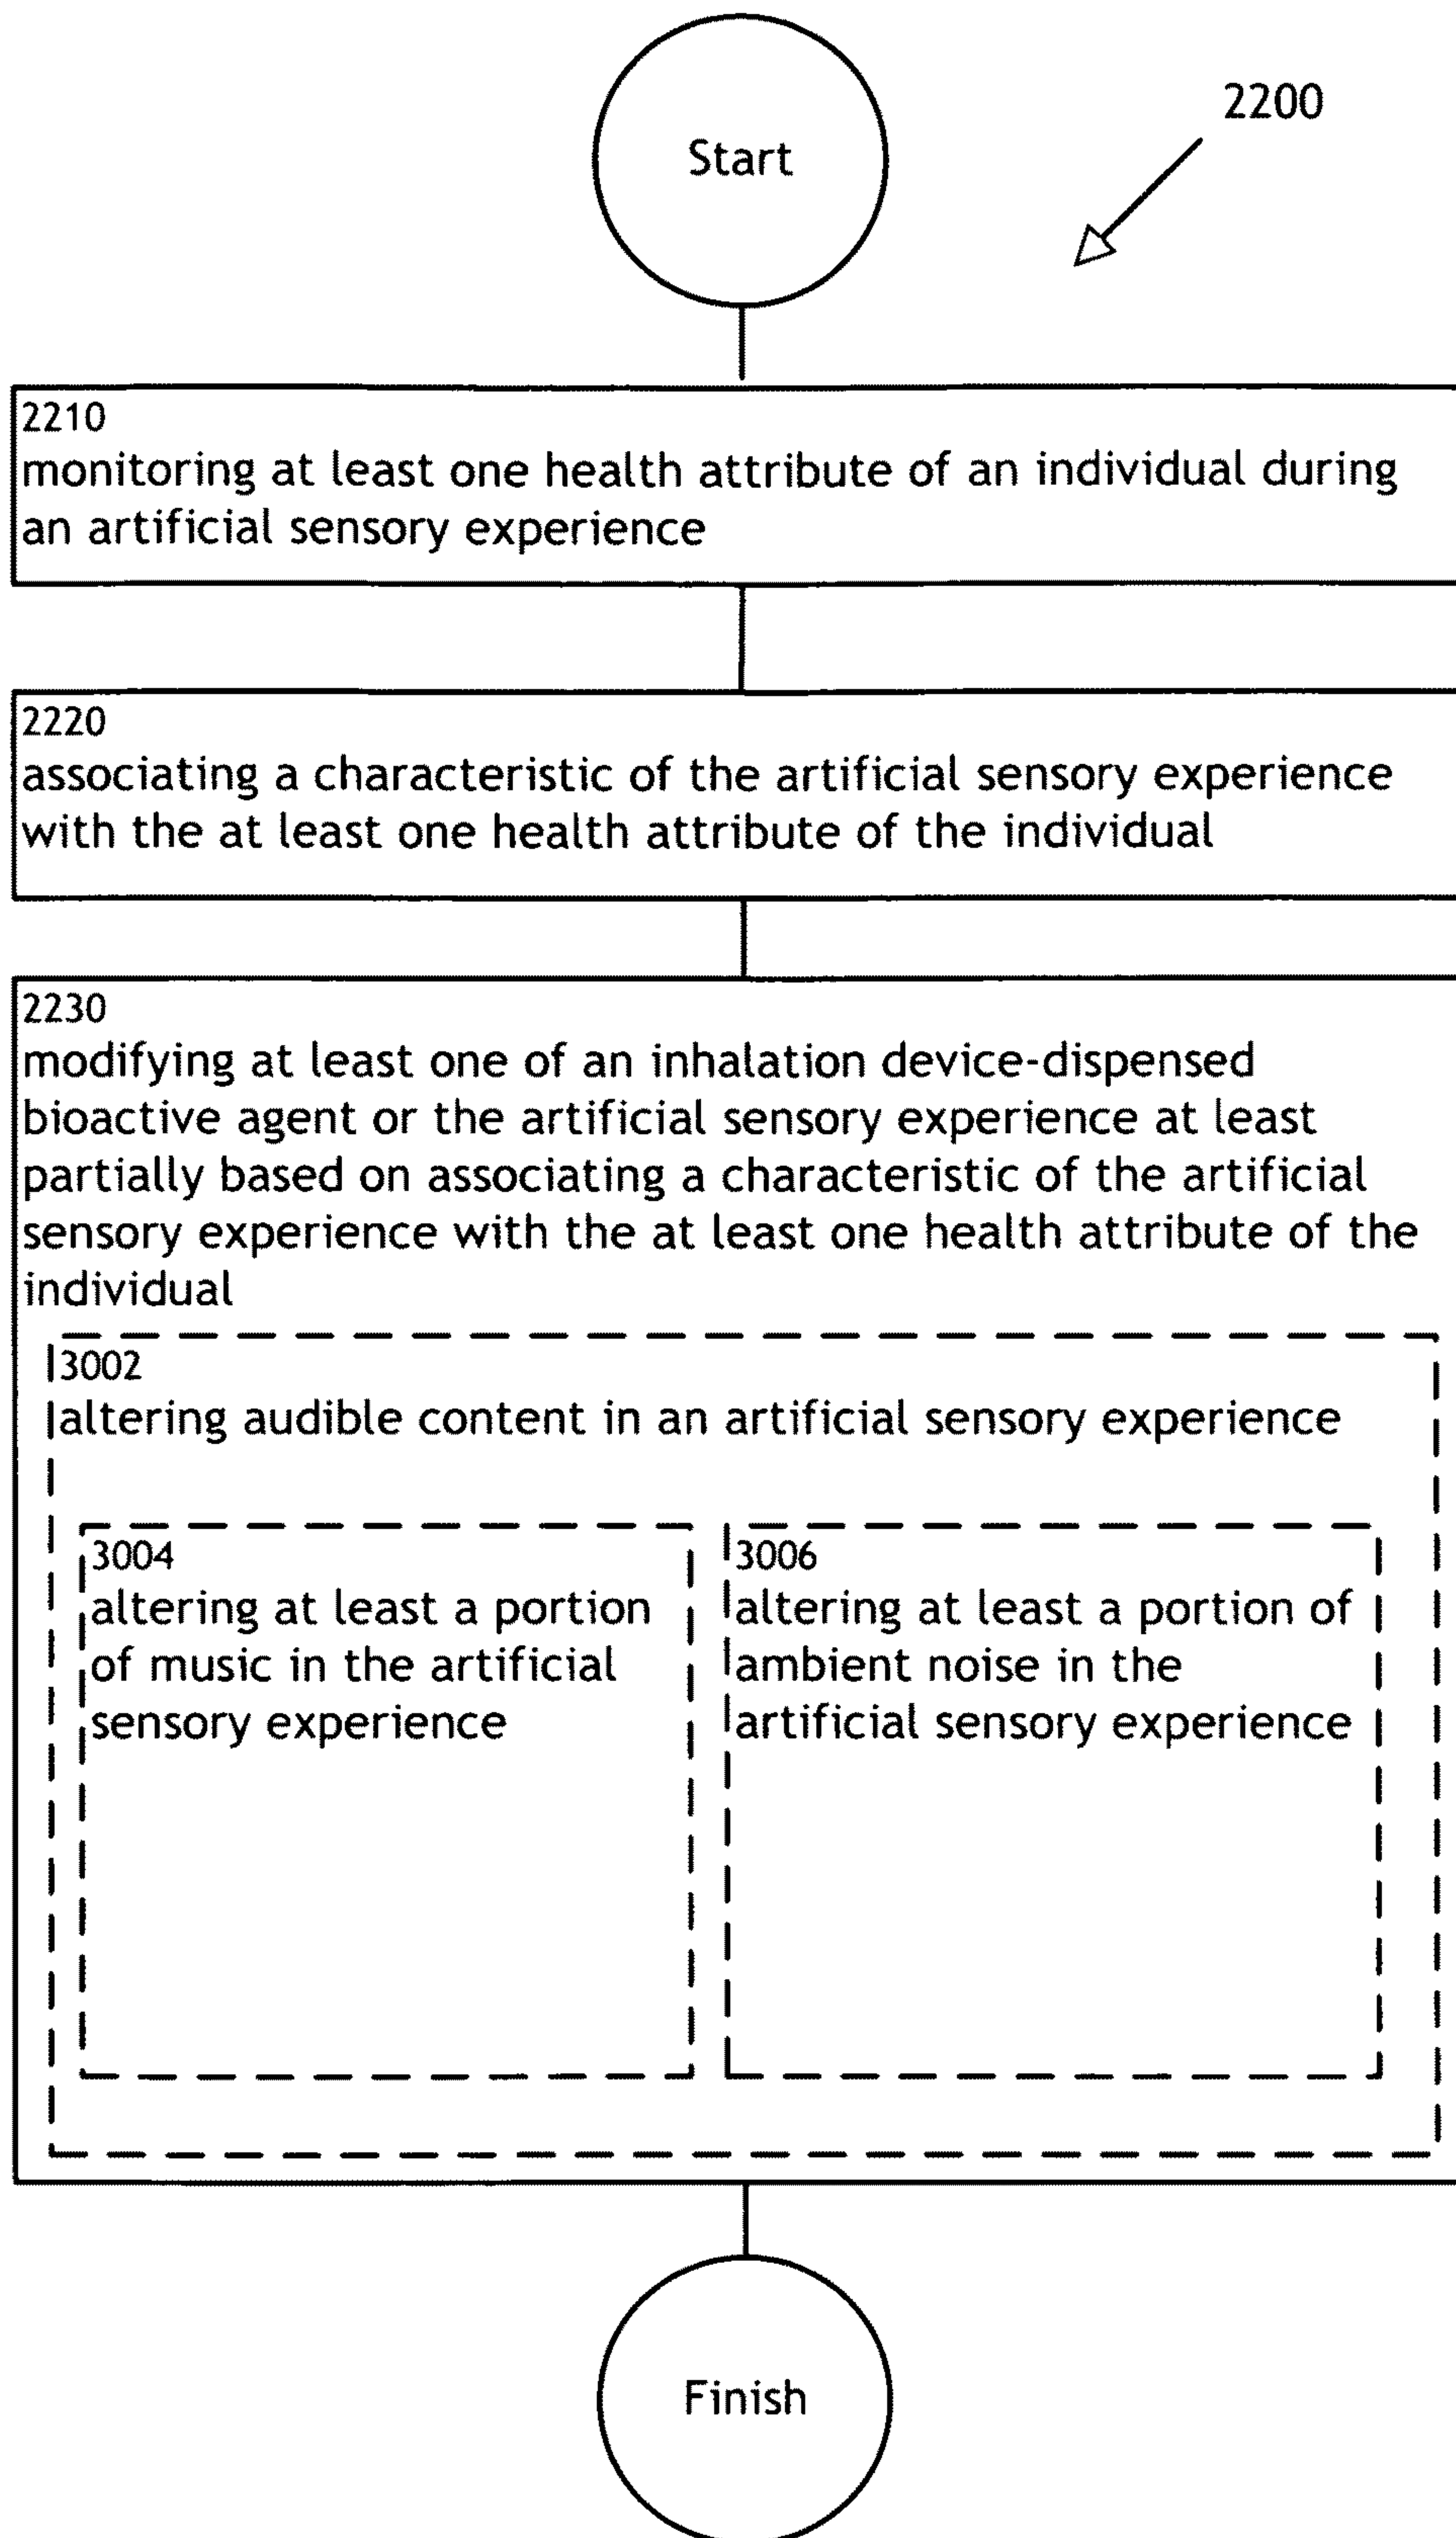 Start
2200
2210
monitoring at least one health attribute of an individual during
an artificial sensory experience
2220
associating a characteristic of the artificial sensory experience
with the at least one health attribute of the individual
2230
modifying at least one of an inhalation device-dispensed
bioactive agent or the artificial sensory experience at least
partially based on associating a characteristic of the artificial
sensory experience with the at least one health attribute of the
individual
3002
altering audible content in an artificial sensory experience
3004
altering at least a portion
of music in the artificial
sensory experience
3006
altering at least a portion of
ambient noise in the
artificial sensory experience
Finish